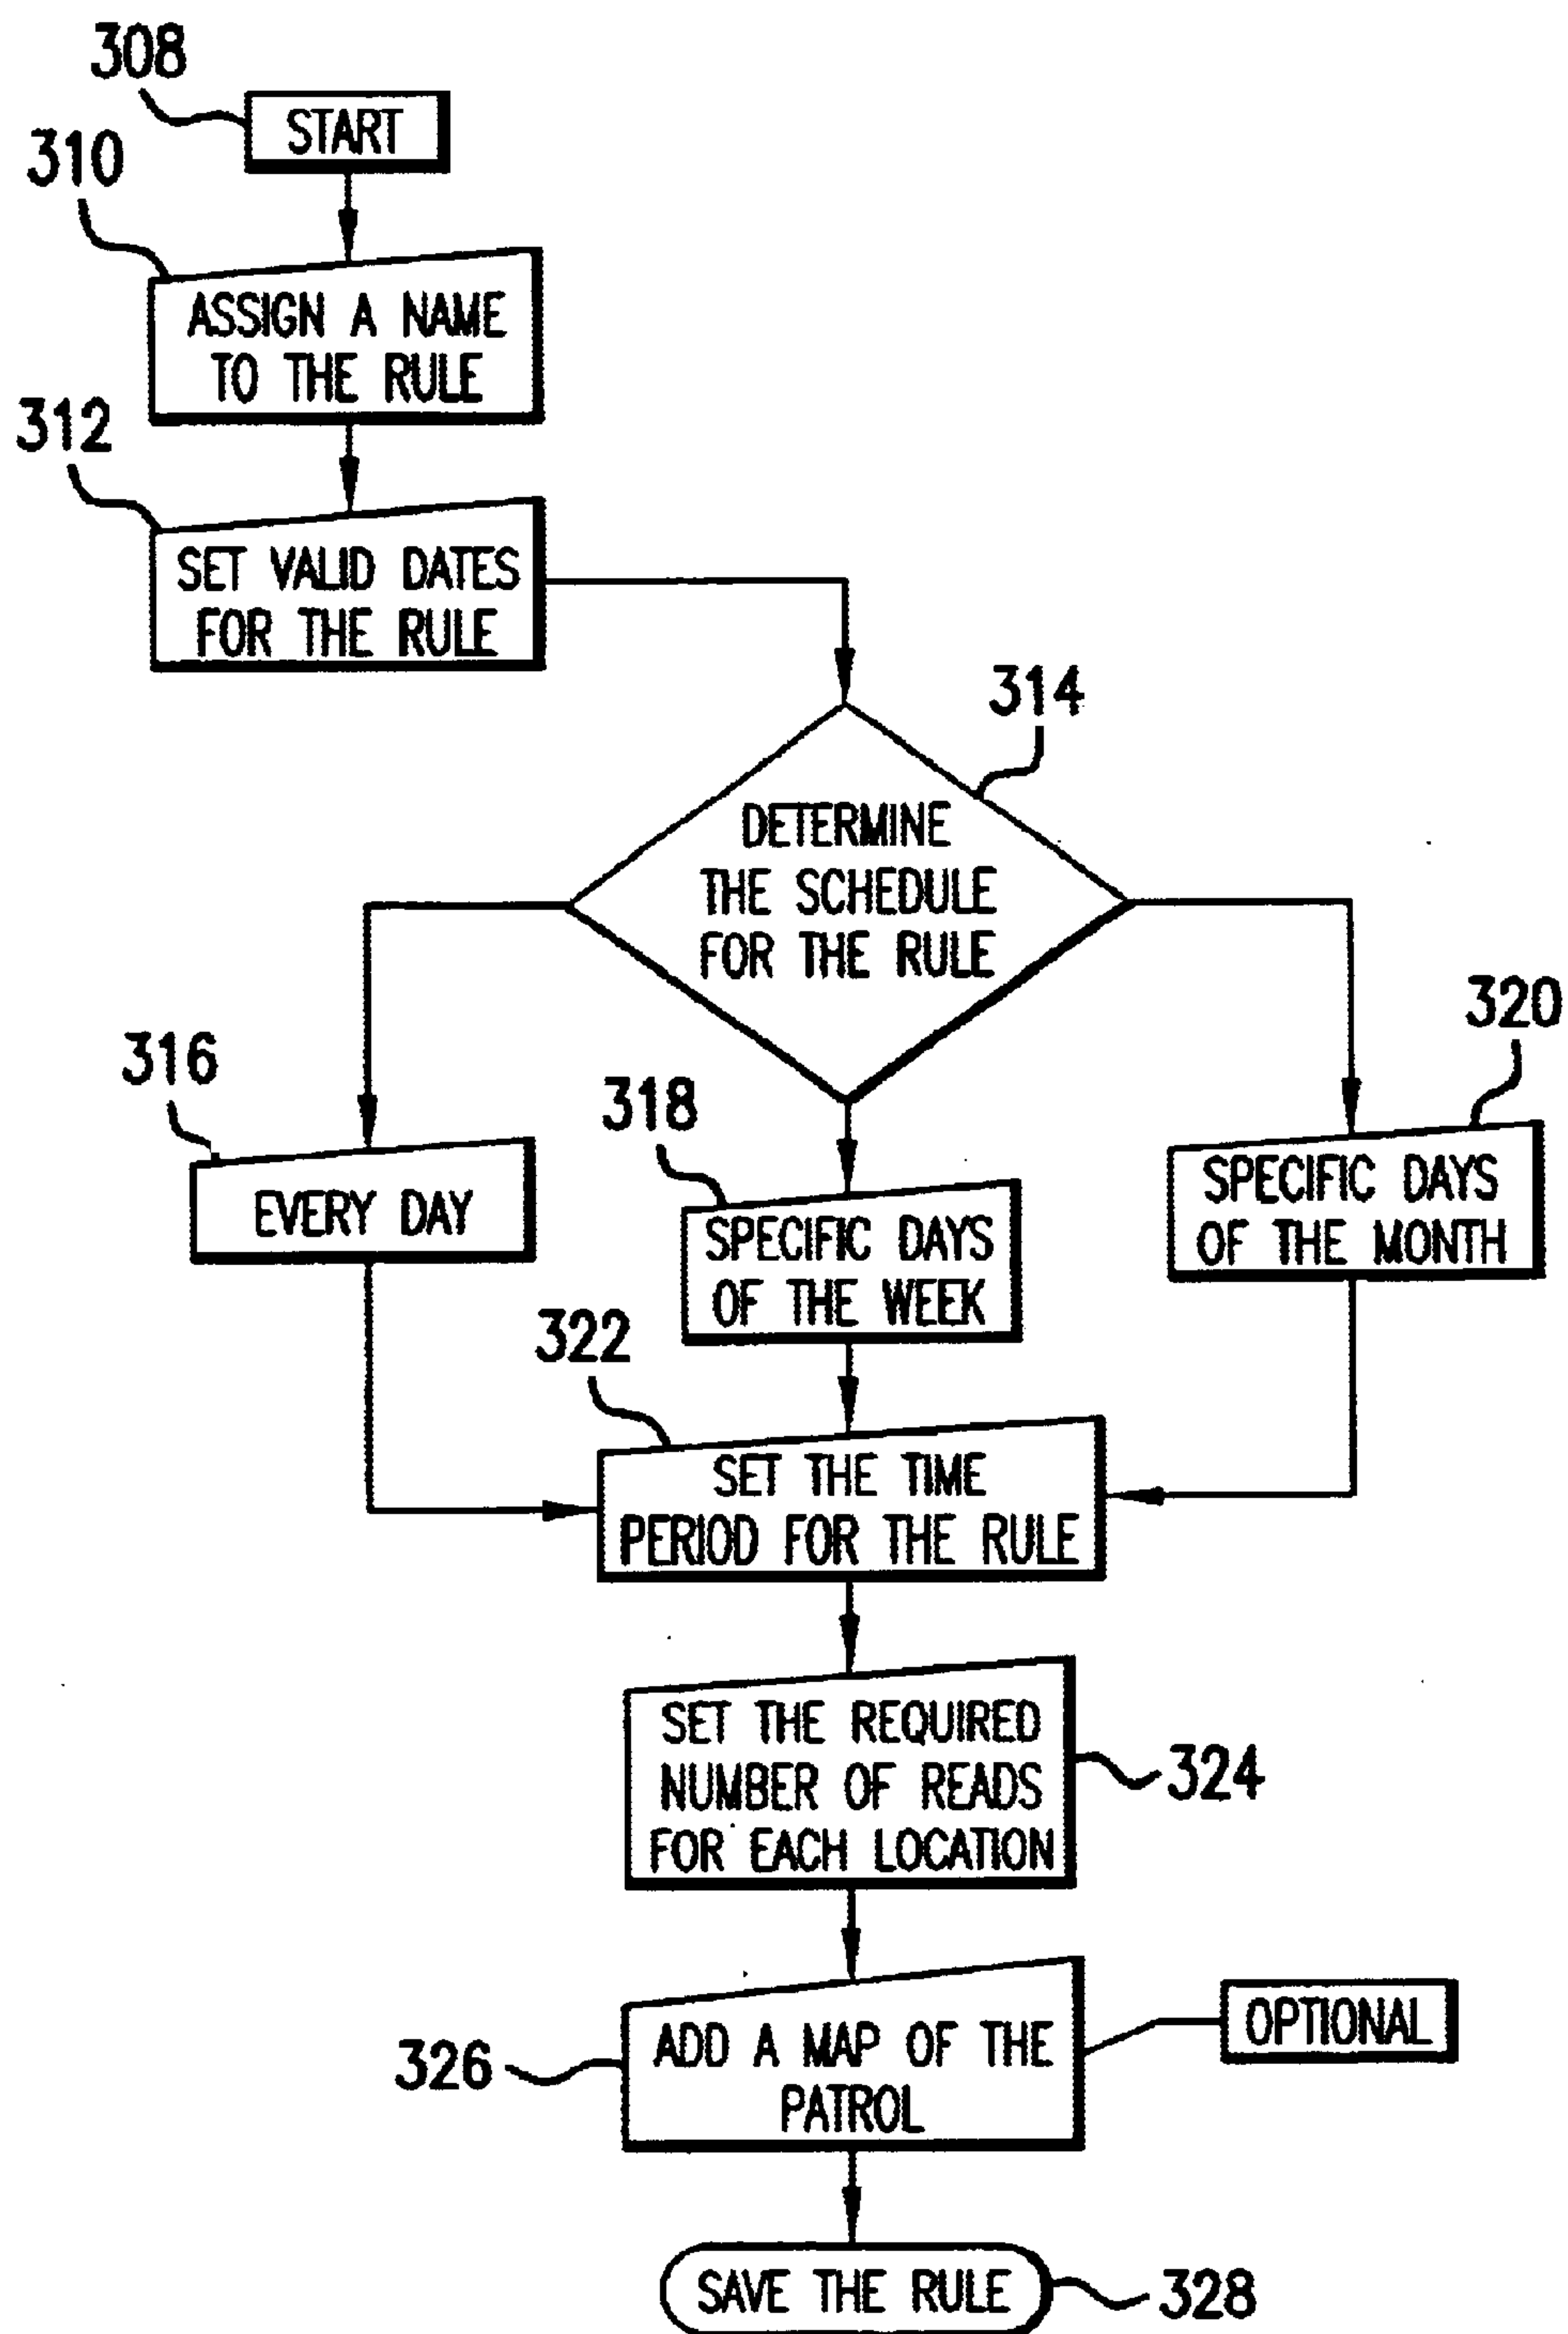 308
START
310
ASSIGN A NAME
TO THE RULE
312
SET VALID DATES
FOR THE RULE
314
DETERMINE
THE SCHEDULE
FOR THE RULE
316
EVERY DAY
318
SPECIFIC DAYS
OF THE WEEK
320
SPECIFIC DAYS
OF THE MONTH
322
SET THE TIME
PERIOD FOR THE RULE
SET THE REQUIRED
NUMBER OF READS
FOR EACH LOCATION
324
326
ADD A MAP OF THE
PATROL
OPTIONAL
SAVE THE RULE
328